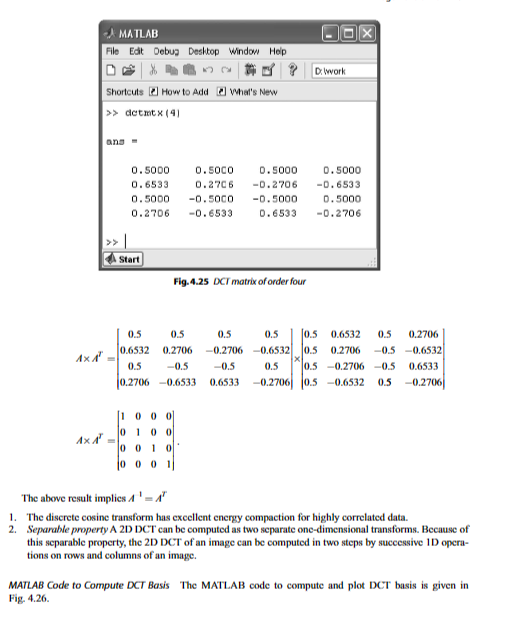 MATLAB
File Edit Debug Desktop Window Help
D:\work
Shortcuts How to Add What's New
>> dctmtx(4)
ans =
0.5000 0.5000 0.5000 0.5000
0.6533 0.2706 -0.2706 -0.6533
0.5000 -0.5000 -0.5000 0.5000
0.2706 -0.6533 0.6533 -0.2706
>>
Start
Fig.4.25 DCT matrix of order four
0.5 0.5 0.5 0.5 0.5 0.6532 0.5 0.2706
0.6532 0.2706 −0.2706 −0.6532 0.5 0.2706 −0.5 −0.6532
A× Aᵀ = ×
0.5 −0.5 −0.5 0.5 0.5 −0.2706 −0.5 0.6533
0.2706 −0.6533 0.6533 −0.2706 0.5 −0.6532 0.5 −0.2706
1 0 0 0
0 1 0 0
A× Aᵀ =
0 0 1 0
0 0 0 1
.
The above result implies A ¹ = Aᵀ
1. The discrete cosine transform has excellent energy compaction for highly correlated data.
2. Separable property A 2D DCT can be computed as two separate one-dimensional transforms. Because of
this separable property, the 2D DCT of an image can be computed in two steps by successive 1D opera-
tions on rows and columns of an image.
MATLAB Code to Compute DCT Basis The MATLAB code to compute and plot DCT basis is given in
Fig. 4.26.